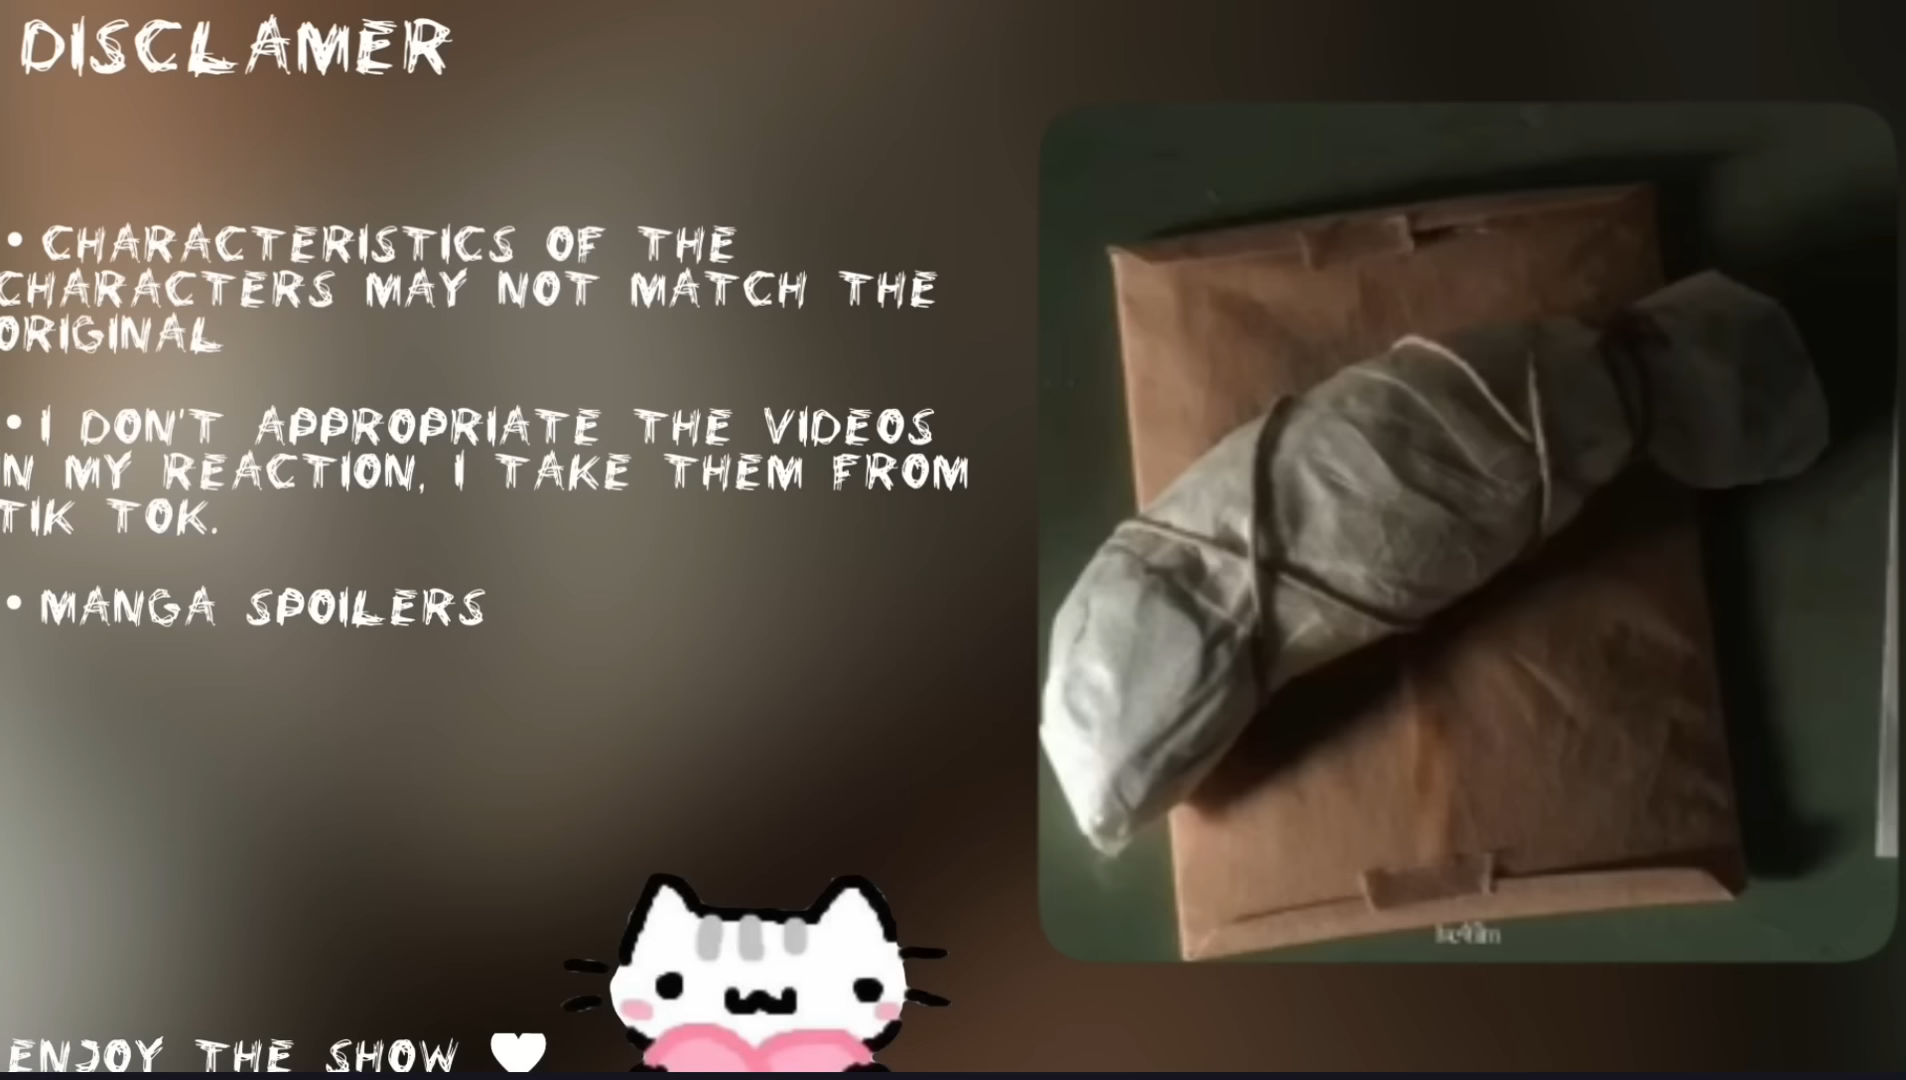 DISCLAMER
• CHARACTERISTICS OF THE
CHARACTERS MAY NOT MATCH THE
ORIGINAL
• I DON'T APPROPRIATE THE VIDEOS
IN MY REACTION, I TAKE THEM FROM
TIK TOK.
• MANGA SPOILERS
ENJOY THE SHOW